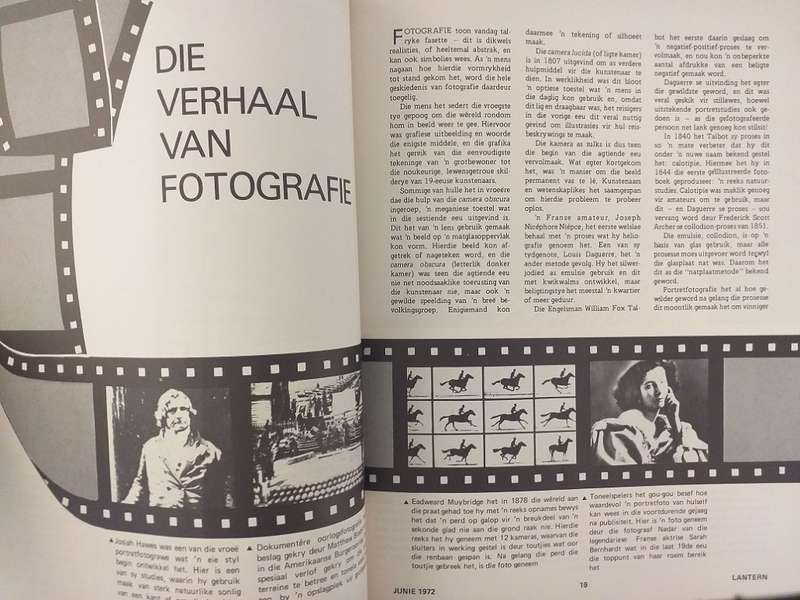 DIE
VERHAAL
VAN
FOTOGRAFIE
FOTOGRAFIE toon vandag tal-
ryke fasette — dit is dikwels
realisties, of heeltemal abstrak, en
kan ook simbolies wees. As 'n mens
nagaan hoe hierdie vormrykheid
tot stand gekom het, word die hele
geskiedenis van fotografie daardeur
toegelig.
Die mens het sedert die vroegste
tye gepoog om die wêreld rondom
hom in beeld weer te gee. Hiervoor
was grafiese uitbeelding en woorde
die enigste middele, en die grafika
het gereik van die eenvoudigste
tekeninge van 'n grotbewoner tot
die noukeurige, lewensgetroue skil-
derye van 19-eeuse kunstenaars.
Sommige van hulle het in vroeëre
dae die hulp van die camera obscura
ingeroep, 'n meganiese toestel wat
in die sestiende eeu uitgevind is.
Dit het van 'n lens gebruik gemaak
wat 'n beeld op 'n matglasoppervlak
kan vorm. Hierdie beeld kon af-
getrek of nageteken word, en die
camera obscura (letterlik donker
kamer) was teen die agtiende eeu
nie net noodsaaklike toerusting van
die kunstenaar nie, maar ook 'n
gewilde speelding van 'n breë be-
volkingsgroep. Enigiemand kon
daarmee 'n tekening of silhoeët
maak.
Die camera lucida (of ligte kamer)
is in 1807 uitgevind om as verdere
hulpmiddel vir die kunstenaar te
dien. In werklikheid was dit bloot
'n optiese toestel wat 'n mens in
die daglig kon gebruik en, omdat
dit lig en draagbaar was, het reisigers
in die vorige eeu dit veral nuttig
gevind om illustrasies vir hul reis-
beskrywings te maak.
Die kamera as sulks is dus teen
die begin van die agtiende eeu
vervolmaak. Wat egter kortgekom
het, was 'n manier om die beeld
permanent vas te lê. Kunstenaars
en wetenskaplikes het saamgespan
om hierdie probleem te probeer
oplos.
'n Franse amateur, Joseph
Nicéphore Niépce, het eerste welslae
behaal met 'n proses wat hy helio-
grafie genoem het. Een van sy
tydgenote, Louis Daguerre, het 'n
ander metode gevolg. Hy het silwer-
jodied as emulsie gebruik en dit
met kwikwalms ontwikkel, maar
beligtingstye het meestal 'n kwartier
of meer geduur.
Die Engelsman William Fox Tal-
bot het eerste daarin geslaag om
'n negatief-positief-proses te ver-
volmaak, en nou kon 'n onbeperkte
aantal afdrukke van 'n beligte
negatief gemaak word.
Daguerre se uitvinding het egter
die gewildste geword, en dit was
veral geskik vir stillewes, hoewel
uitstekende portretstudies ook ge-
doen is — as die gefotografeerde
persoon net lank genoeg kon stilsit!
In 1840 het Talbot sy proses in
so 'n mate verbeter dat hy dit
onder 'n nuwe naam bekend gestel
het: calotipie. Hiermee het hy in
1844 die eerste geïllustreerde foto-
boek geproduseer: 'n reeks natuur-
studies. Calotipie was maklik genoeg
vir amateurs om te gebruik, maar
dit — en Daguerre se proses — sou
vervang word deur Frederick Scott
Archer se collodion-proses van 1851.
Die emulsie, collodion, is op 'n
basis van glas gebruik, maar alle
prosesse moes uitgevoer word terwyl
die glasplaat nat was. Daarom het
dit as die "natplaatmetode" bekend
geword.
Portretfotografie het al hoe ge-
wilder geword na gelang die prosesse
dit moontlik gemaak het om vinniger
▲ Josiah Hawes was een van die vroeë
portretfotograwe wat 'n eie styl
begin ontwikkel het. Hier is een
van sy studies, waarin hy gebruik
maak van sterk natuurlike sonlig
van een kant
▲ Dokumentêre oorlogsfotografie
beslag gekry deur Matthew
in die Amerikaanse Burgeroorlog
spesiaal verlof gekry om
terreine te betree en
▲ Eadweard Muybridge het in 1878 die wêreld aan
die praat gehad toe hy met 'n reeks opnames bewys
het dat 'n perd op galop vir 'n breukdeel van 'n
sekonde glad nie aan die grond raak nie. Hierdie
reeks het hy geneem met 12 kameras, waarvan die
sluiters in werking gestel is deur toutjies wat oor
die renbaan gespan is. Na gelang die perd die
toutjie gebreek het, is die foto geneem
▲ Toneelspelers het gou-gou besef hoe
waardevol 'n portretfoto van hulself
kan wees in die voortdurende gejaag
na publisiteit. Hier is 'n foto geneem
deur die fotograaf Nadar van die
legendariese Franse aktrise Sarah
Bernhardt wat in die laat 19de eeu
die toppunt van haar roem bereik
het
JUNIE 1972
19
LANTERN